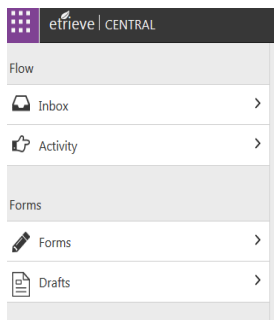 etrieve | CENTRAL
Flow
Inbox
Activity
Forms
Forms
Drafts